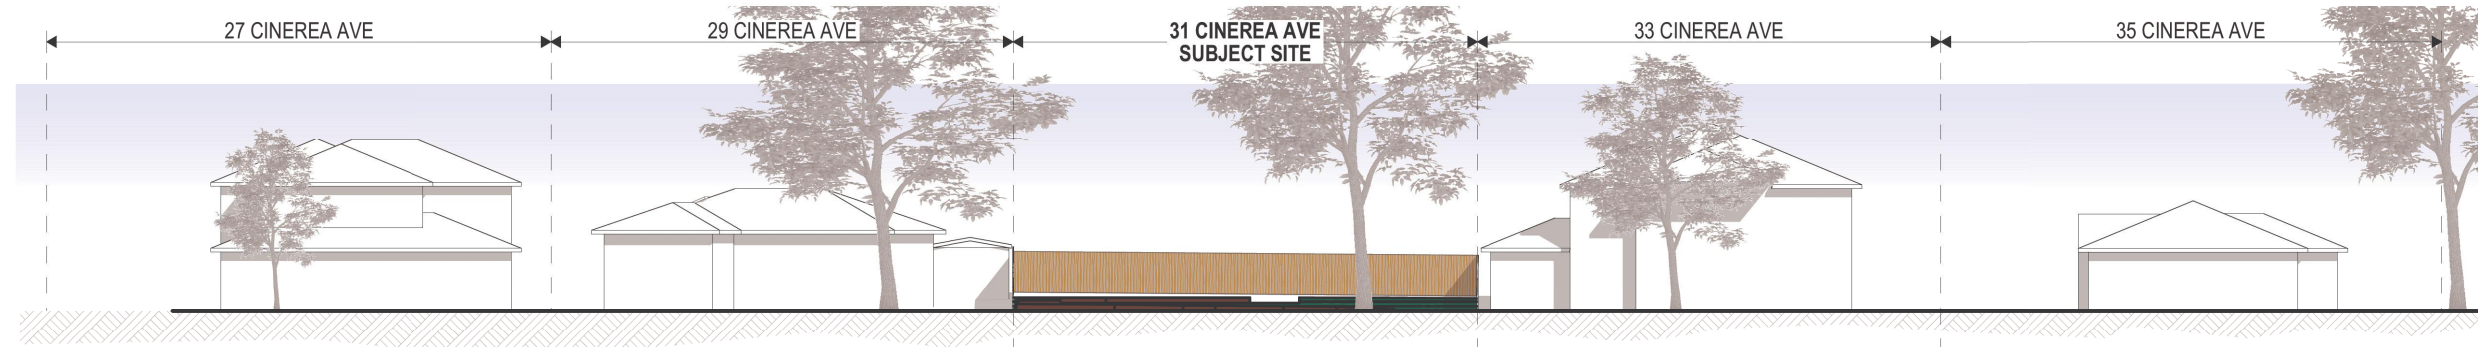 27 CINEREA AVE
29 CINEREA AVE
31 CINEREA AVE
SUBJECT SITE
33 CINEREA AVE
35 CINEREA AVE